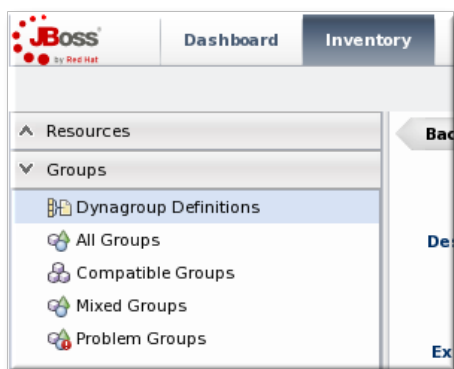 JBoss
by Red Hat
Dashboard
Inventory
Resources
Groups
Dynagroup Definitions
All Groups
Compatible Groups
Mixed Groups
Problem Groups
Bac
De
Ex